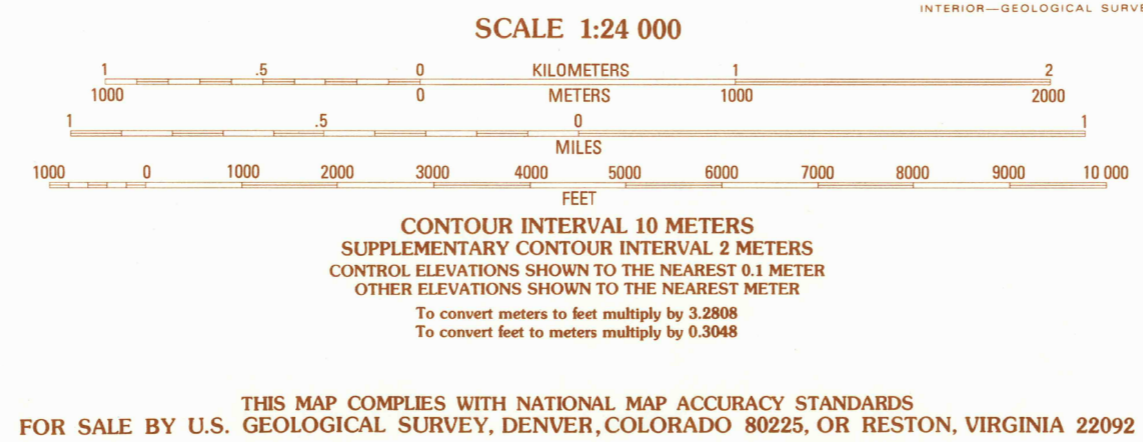 INTERIOR—GEOLOGICAL SURVE
SCALE 1:24 000
1 .5 0 KILOMETERS 1 2
1000 0 METERS 1000 2000
1 .5 0 1
MILES
1000 0 1000 2000 3000 4000 5000 6000 7000 8000 9000 10 000
FEET
CONTOUR INTERVAL 10 METERS
SUPPLEMENTARY CONTOUR INTERVAL 2 METERS
CONTROL ELEVATIONS SHOWN TO THE NEAREST 0.1 METER
OTHER ELEVATIONS SHOWN TO THE NEAREST METER
To convert meters to feet multiply by 3.2808
To convert feet to meters multiply by 0.3048
THIS MAP COMPLIES WITH NATIONAL MAP ACCURACY STANDARDS
FOR SALE BY U.S. GEOLOGICAL SURVEY, DENVER, COLORADO 80225, OR RESTON, VIRGINIA 22092